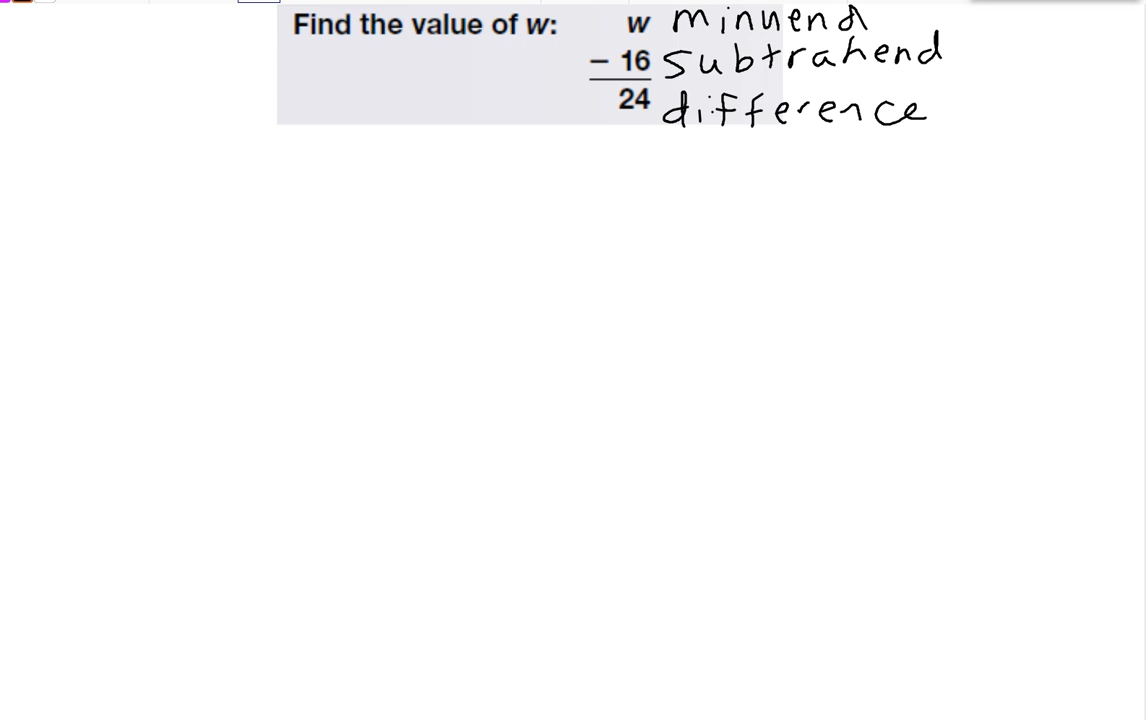 Find the value of w: w minuend
− 16 subtrahend
24 difference